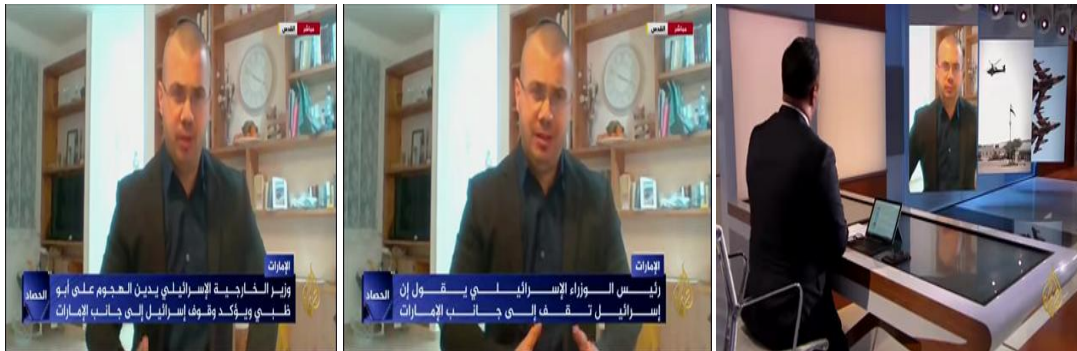 مباشر القدس
الإمارات
وزير الخارجية الإسرائيلي يدين الهجوم على أبو
ظبي ويؤكد وقوف إسرائيل إلى جانب الإمارات
الحصاد
مباشر القدس
الإمارات
رئيس الوزراء الإسرائيلي يقول إن
إسرائيل تقف إلى جانب الإمارات
الحصاد